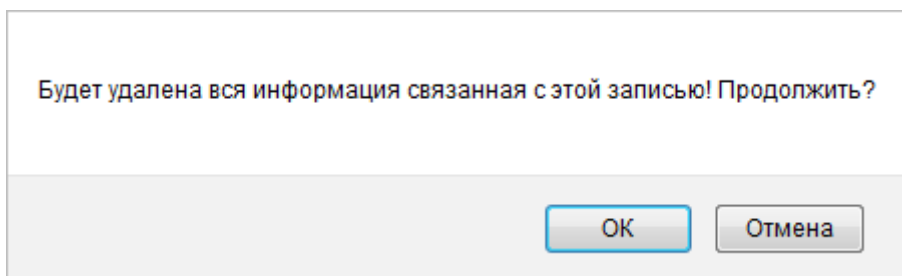 Будет удалена вся информация связанная с этой записью! Продолжить?
ОК
Отмена